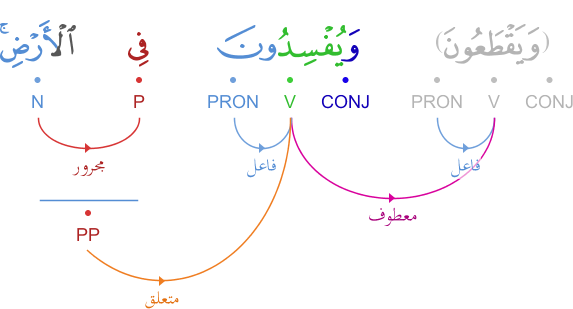 (وَيَقْطَعُونَ) وَيُفْسِدُونَ فِى ٱلْأَرْضِ ۚ
CONJ V PRON CONJ V PRON P N
فاعل فاعل مجرور
معطوف
PP
متعلق